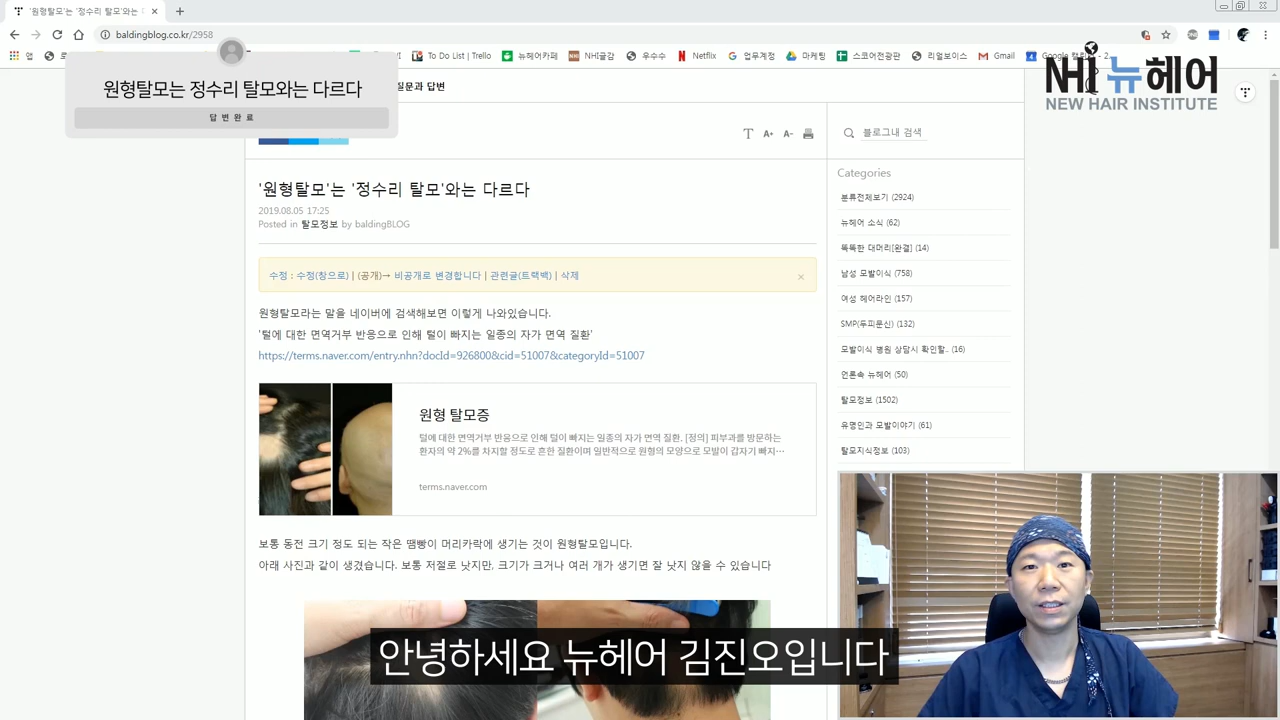 '원형탈모'는 '정수리 탈모'와는 다르다
baldingblog.co.kr/2958
앱
To Do List | Trello
뉴헤어카페
NHI글감
우수수
Netflix
업무계정
마케팅
스코어전광판
리얼보이스
Gmail
원형탈모는 정수리 탈모와는 다르다
답변완료
질문과 답변
NHI 뉴헤어
NEW HAIR INSTITUTE
T A+ A-
블로그내 검색
'원형탈모'는 '정수리 탈모'와는 다르다
2019.08.05 17:25
Posted in 탈모정보 by baldingBLOG
수정 : 수정(창으로) | (공개)→ 비공개로 변경합니다 | 관련글(트랙백) | 삭제
×
원형탈모라는 말을 네이버에 검색해보면 이렇게 나와있습니다.
'털에 대한 면역거부 반응으로 인해 털이 빠지는 일종의 자가 면역 질환'
https://terms.naver.com/entry.nhn?docId=926800&cid=51007&categoryId=51007
원형 탈모증
털에 대한 면역거부 반응으로 인해 털이 빠지는 일종의 자가 면역 질환. [정의] 피부과를 방문하는
환자의 약 2%를 차지할 정도로 흔한 질환이며 일반적으로 원형의 모양으로 모발이 갑자기 빠지…
terms.naver.com
보통 동전 크기 정도 되는 작은 땜빵이 머리카락에 생기는 것이 원형탈모입니다.
아래 사진과 같이 생겼습니다. 보통 저절로 낫지만, 크기가 크거나 여러 개가 생기면 잘 낫지 않을 수 있습니다
Categories
분류전체보기 (2924)
뉴헤어 소식 (62)
똑똑한 대머리[완결] (14)
남성 모발이식 (758)
여성 헤어라인 (157)
SMP(두피문신) (132)
모발이식 병원 상담시 확인할.. (16)
언론속 뉴헤어 (50)
탈모정보 (1502)
유명인과 모발이야기 (61)
탈모지식정보 (103)
안녕하세요 뉴헤어 김진오입니다